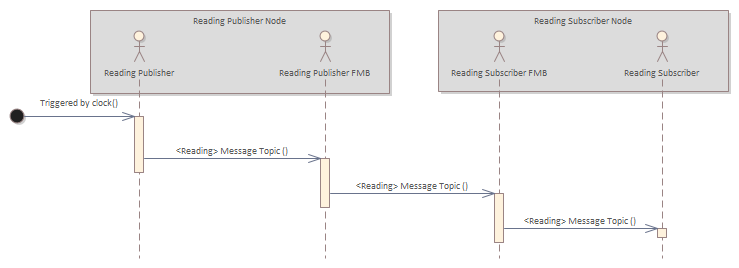 Reading Publisher Node
Reading Subscriber Node
Reading Publisher
Reading Publisher FMB
Reading Subscriber FMB
Reading Subscriber
Triggered by clock()
<Reading> Message Topic ()
<Reading> Message Topic ()
<Reading> Message Topic ()